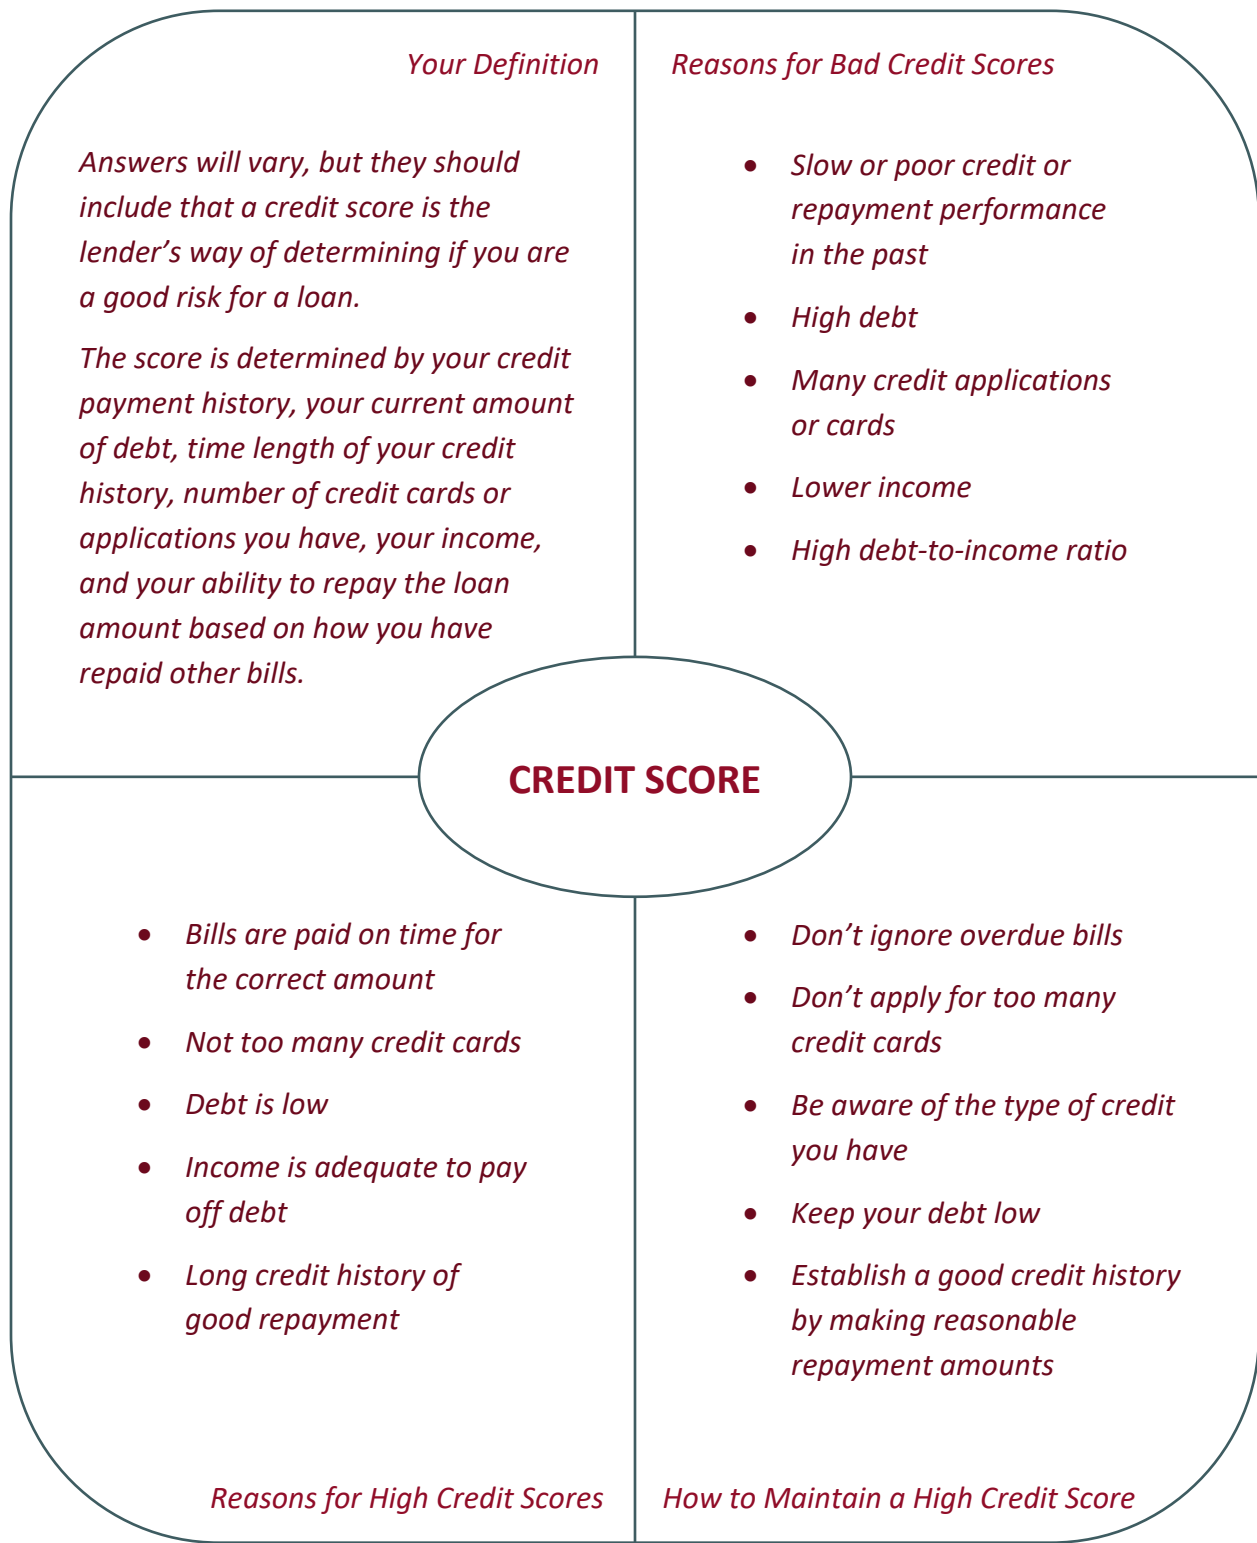 Your Definition
Answers will vary, but they should
include that a credit score is the
lender’s way of determining if you are
a good risk for a loan.
The score is determined by your credit
payment history, your current amount
of debt, time length of your credit
history, number of credit cards or
applications you have, your income,
and your ability to repay the loan
amount based on how you have
repaid other bills.
Reasons for Bad Credit Scores
• Slow or poor credit or
repayment performance
in the past
• High debt
• Many credit applications
or cards
• Lower income
• High debt-to-income ratio
CREDIT SCORE
• Bills are paid on time for
the correct amount
• Not too many credit cards
• Debt is low
• Income is adequate to pay
off debt
• Long credit history of
good repayment
Reasons for High Credit Scores
• Don’t ignore overdue bills
• Don’t apply for too many
credit cards
• Be aware of the type of credit
you have
• Keep your debt low
• Establish a good credit history
by making reasonable
repayment amounts
How to Maintain a High Credit Score